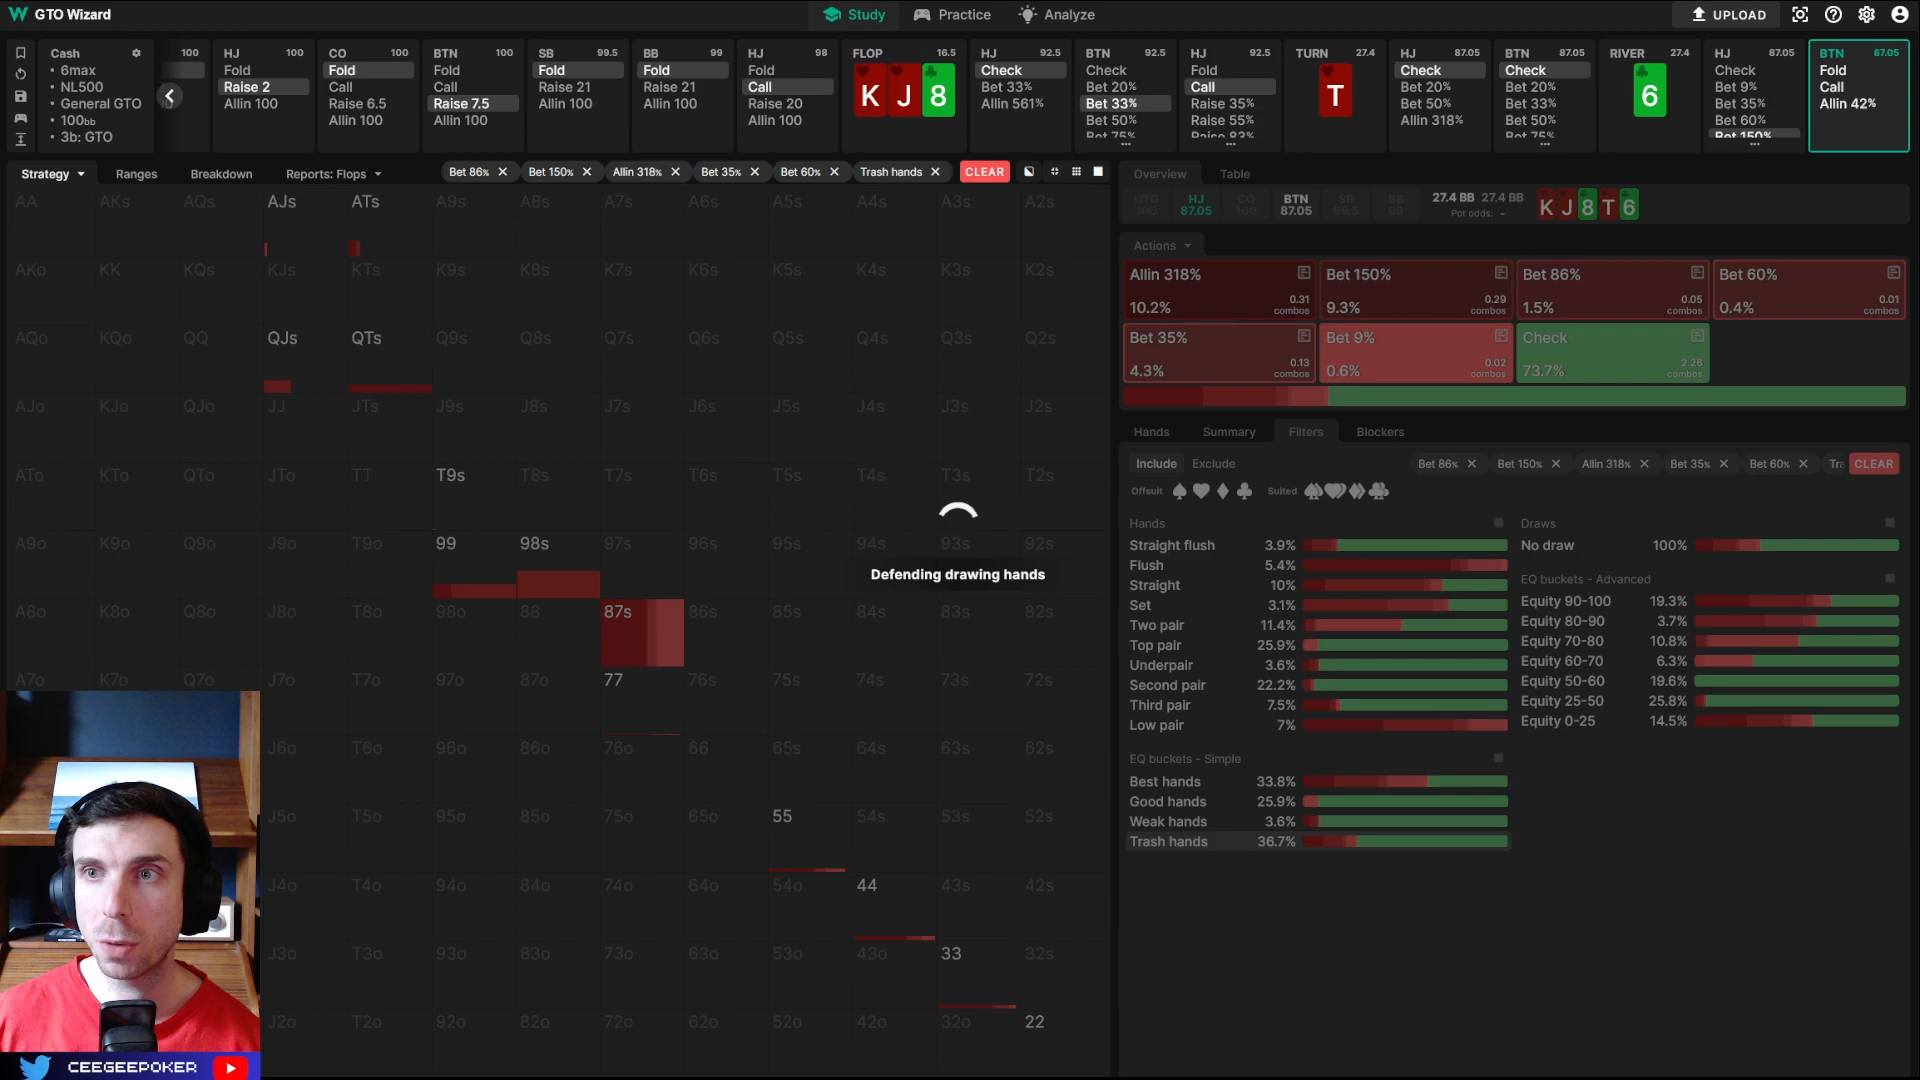 GTO Wizard
Study
Practice
Analyze
UPLOAD
Cash
6max
NL500
General GTO
100bb
3b: GTO
100
HJ 100
Fold
Raise 2
Allin 100
CO 100
Fold
Call
Raise 6.5
Allin 100
BTN 100
Fold
Call
Raise 7.5
Allin 100
SB 99.5
Fold
Raise 21
Allin 100
BB 99
Fold
Raise 21
Allin 100
HJ 98
Fold
Call
Raise 20
Allin 100
FLOP 16.5
K J 8
HJ 92.5
Check
Bet 33%
Allin 561%
BTN 92.5
Check
Bet 20%
Bet 33%
Bet 50%
Bet 75%
HJ 92.5
Fold
Call
Raise 35%
Raise 55%
Raise 83%
TURN 27.4
T
HJ 87.05
Check
Bet 20%
Bet 50%
Allin 318%
BTN 87.05
Check
Bet 20%
Bet 33%
Bet 50%
Bet 75%
RIVER 27.4
6
HJ 87.05
Check
Bet 9%
Bet 35%
Bet 60%
Bet 150%
BTN 87.05
Fold
Call
Allin 42%
Strategy Ranges Breakdown Reports: Flops
Bet 86% Bet 150% Allin 318% Bet 35% Bet 60% Trash hands CLEAR
AA AKs AQs AJs ATs A9s A8s A7s A6s A5s A4s A3s A2s
AKo KK KQs KJs KTs K9s K8s K7s K6s K5s K4s K3s K2s
AQo KQo QQ QJs QTs Q9s Q8s Q7s Q6s Q5s Q4s Q3s Q2s
AJo KJo QJo JJ JTs J9s J8s J7s J6s J5s J4s J3s J2s
ATo KTo QTo JTo TT T9s T8s T7s T6s T5s T4s T3s T2s
A9o K9o Q9o J9o T9o 99 98s 97s 96s 95s 94s 93s 92s
A8o K8o Q8o J8o T8o 98o 88 87s 86s 85s 84s 83s 82s
A7o K7o Q7o J7o T7o 97o 87o 77 76s 75s 74s 73s 72s
J6o T6o 96o 86o 76o 66 65s 64s 63s 62s
J5o T5o 95o 85o 75o 65o 55 54s 53s 52s
J4o T4o 94o 84o 74o 64o 54o 44 43s 42s
J3o T3o 93o 83o 73o 63o 53o 43o 33 32s
J2o T2o 92o 82o 72o 62o 52o 42o 32o 22
Defending drawing hands
Overview Table
UTG 100
HJ 87.05
CO 100
BTN 87.05
SB 99.5
BB 99
27.4 BB 27.4 BB
Pot odds: -
K J 8 T 6
Actions
Allin 318%
10.2% 0.31 combos
Bet 150%
9.3% 0.29 combos
Bet 86%
1.5% 0.05 combos
Bet 60%
0.4% 0.01 combos
Bet 35%
4.3% 0.13 combos
Bet 9%
0.6% 0.02 combos
Check
73.7% 2.26 combos
Hands Summary Filters Blockers
Include Exclude
Bet 86% Bet 150% Allin 318% Bet 35% Bet 60% Tra CLEAR
Offsuit Suited
Hands
Straight flush 3.9%
Flush 5.4%
Straight 10%
Set 3.1%
Two pair 11.4%
Top pair 25.9%
Underpair 3.6%
Second pair 22.2%
Third pair 7.5%
Low pair 7%
EQ buckets - Simple
Best hands 33.8%
Good hands 25.9%
Weak hands 3.6%
Trash hands 36.7%
Draws
No draw 100%
EQ buckets - Advanced
Equity 90-100 19.3%
Equity 80-90 3.7%
Equity 70-80 10.8%
Equity 60-70 6.3%
Equity 50-60 19.6%
Equity 25-50 25.8%
Equity 0-25 14.5%
CEEGEEPOKER